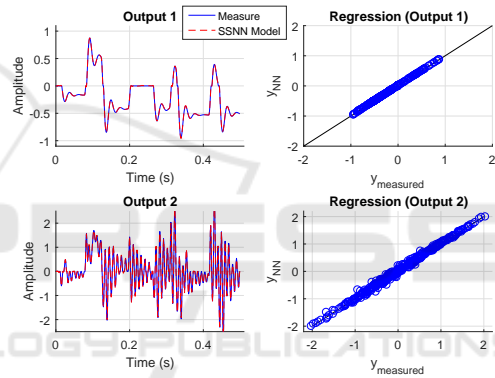 Output 1
Measure
SSNN Model
Amplitude
1
0.5
0
-0.5
-1
0
0.2
0.4
Time (s)
Regression (Output 1)
y_NN
2
1
0
-1
-2
-2
-1
0
1
2
y_measured
Output 2
Amplitude
2
1
0
-1
-2
0
0.2
0.4
Time (s)
Regression (Output 2)
y_NN
2
1
0
-1
-2
-2
-1
0
1
2
y_measured